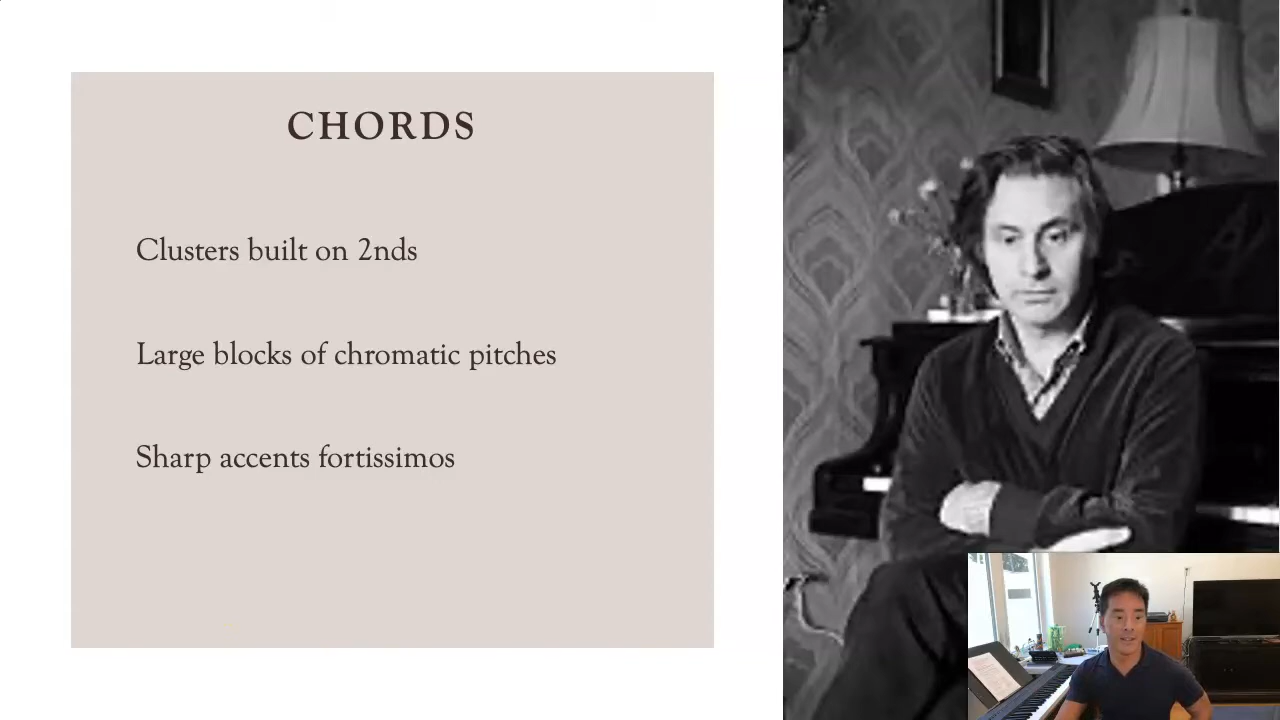 CHORDS
Clusters built on 2nds
Large blocks of chromatic pitches
Sharp accents fortissimos